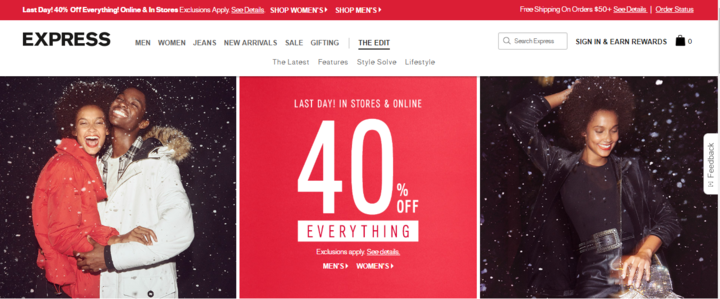 Last Day! 40% Off Everything! Online & In Stores Exclusions Apply. See Details. SHOP WOMEN'S SHOP MEN'S Free Shipping On Orders $50+ See Details. | Order Status
EXPRESS MEN WOMEN JEANS NEW ARRIVALS SALE GIFTING | THE EDIT Search Express SIGN IN & EARN REWARDS 0
The Latest Features Style Solve Lifestyle
LAST DAY! IN STORES & ONLINE
40% OFF
EVERYTHING
Exclusions apply. See details.
MEN'S WOMEN'S
Feedback